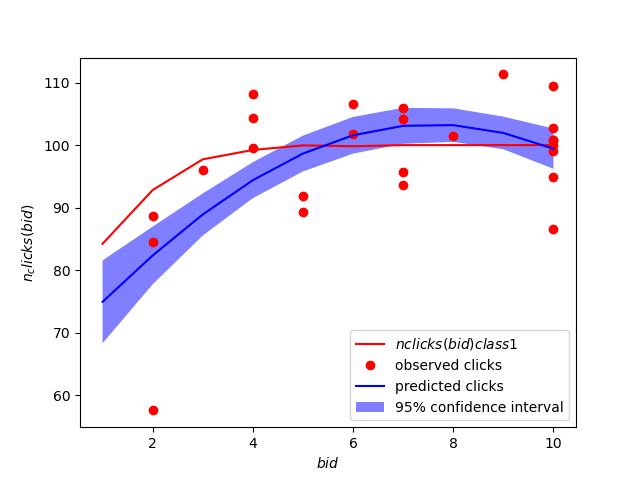 110
100
90
80
70
60
n_clicks(bid)
nclicks(bid)class1
observed clicks
predicted clicks
95% confidence interval
2
4
6
8
10
bid